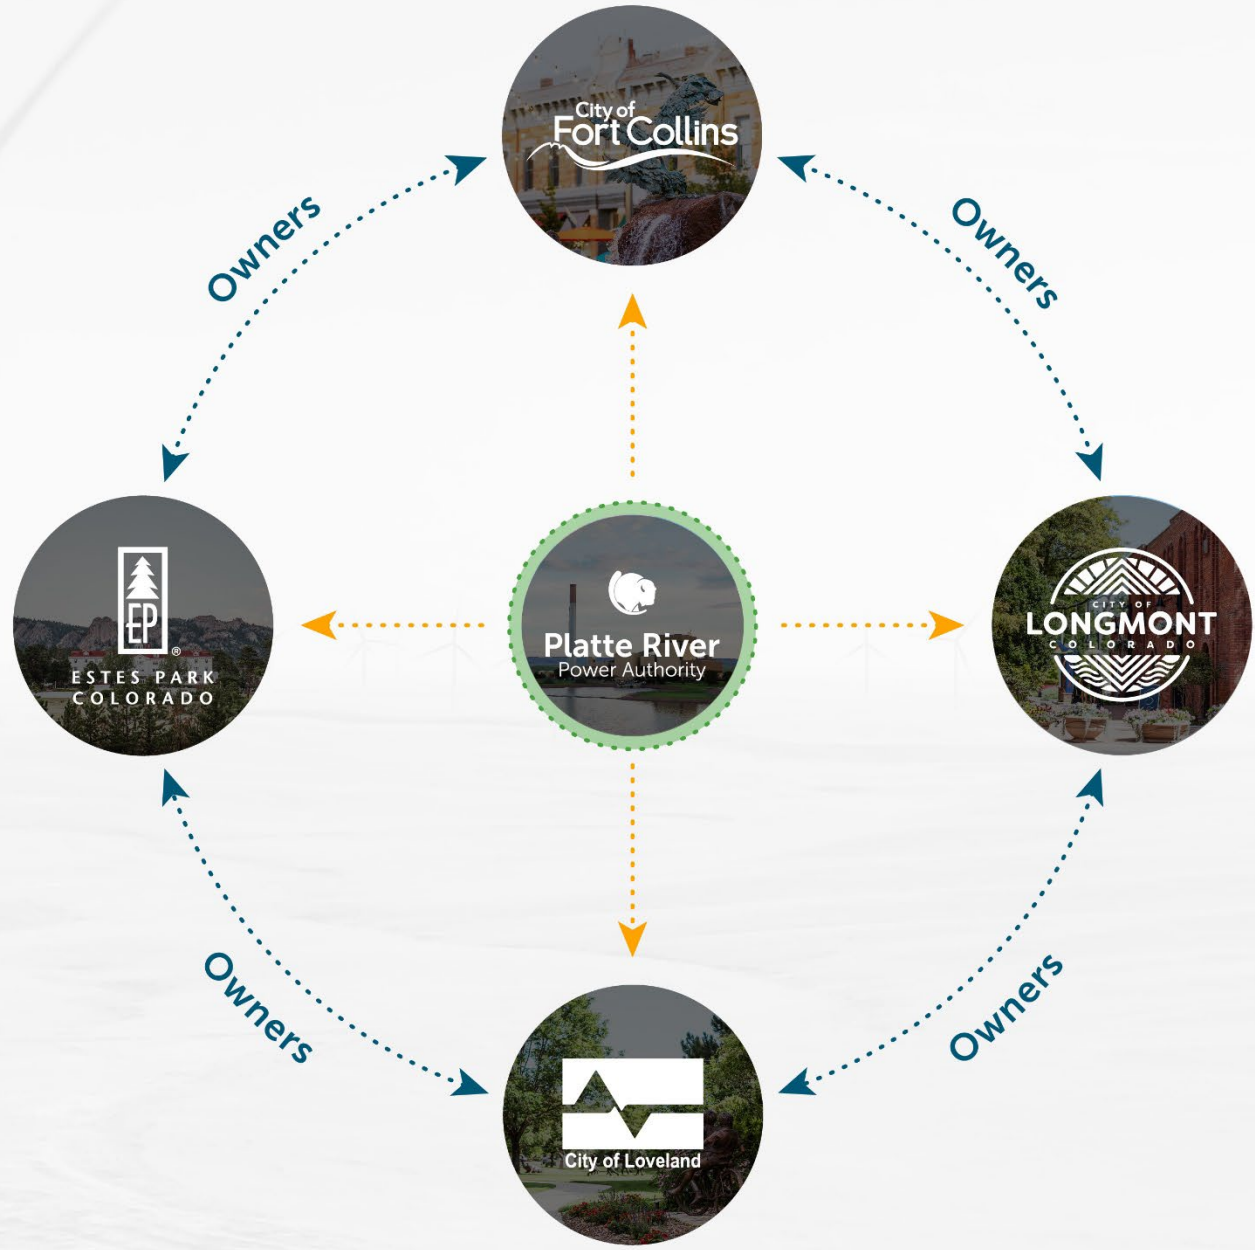 City of
Fort Collins
Owners
Owners
EP
®
ESTES PARK
COLORADO
Platte River
Power Authority
CITY OF
LONGMONT
COLORADO
Owners
Owners
City of Loveland